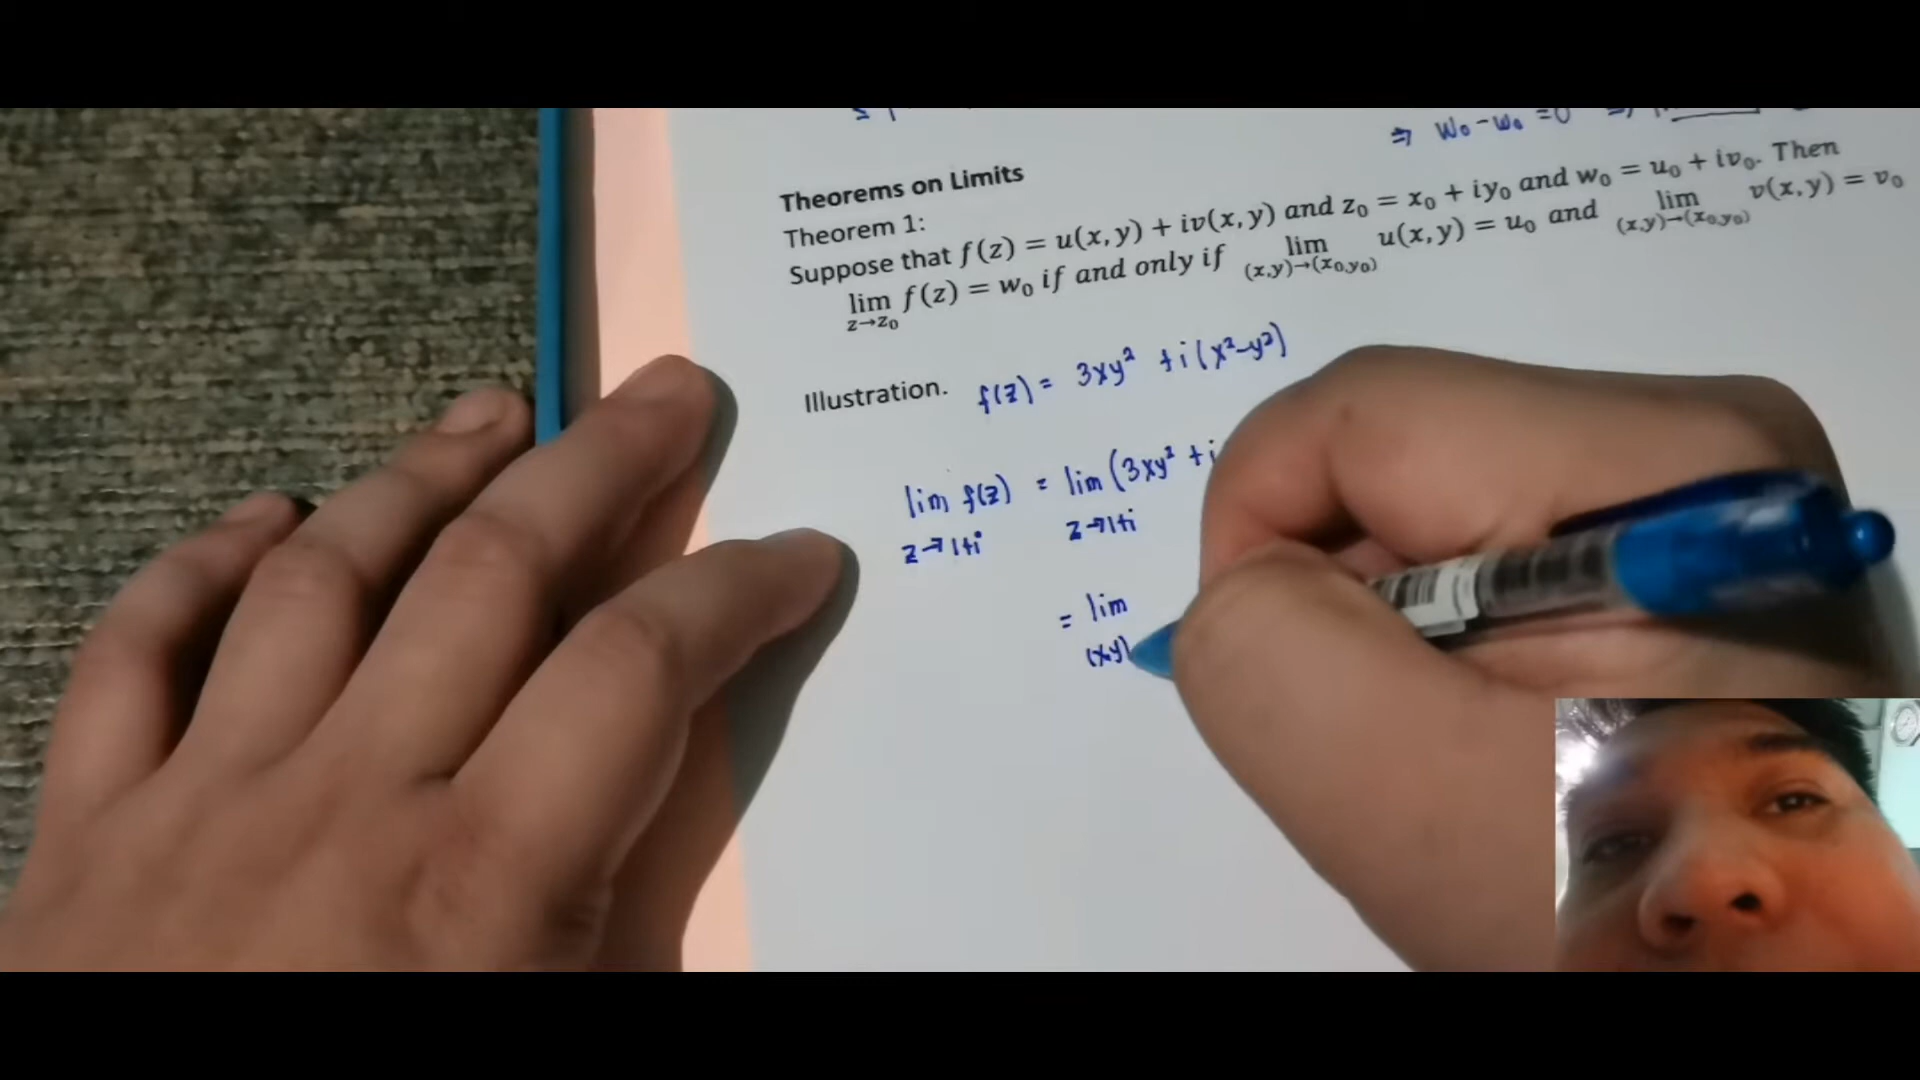 ⇒ W₀ - W₀ = 0 ⇒
Theorems on Limits
Theorem 1:
Suppose that f(z) = u(x, y) + iv(x, y) and z₀ = x₀ + iy₀ and w₀ = u₀ + iv₀. Then
lim f(z) = w₀ if and only if lim u(x, y) = u₀ and lim v(x, y) = v₀
z→z₀ (x,y)→(x₀,y₀) (x,y)→(x₀,y₀)
Illustration. f(z) = 3xy² + i(x²-y²)
lim f(z) = lim (3xy² + i
z→1+i z→1+i
= lim
(x,y)